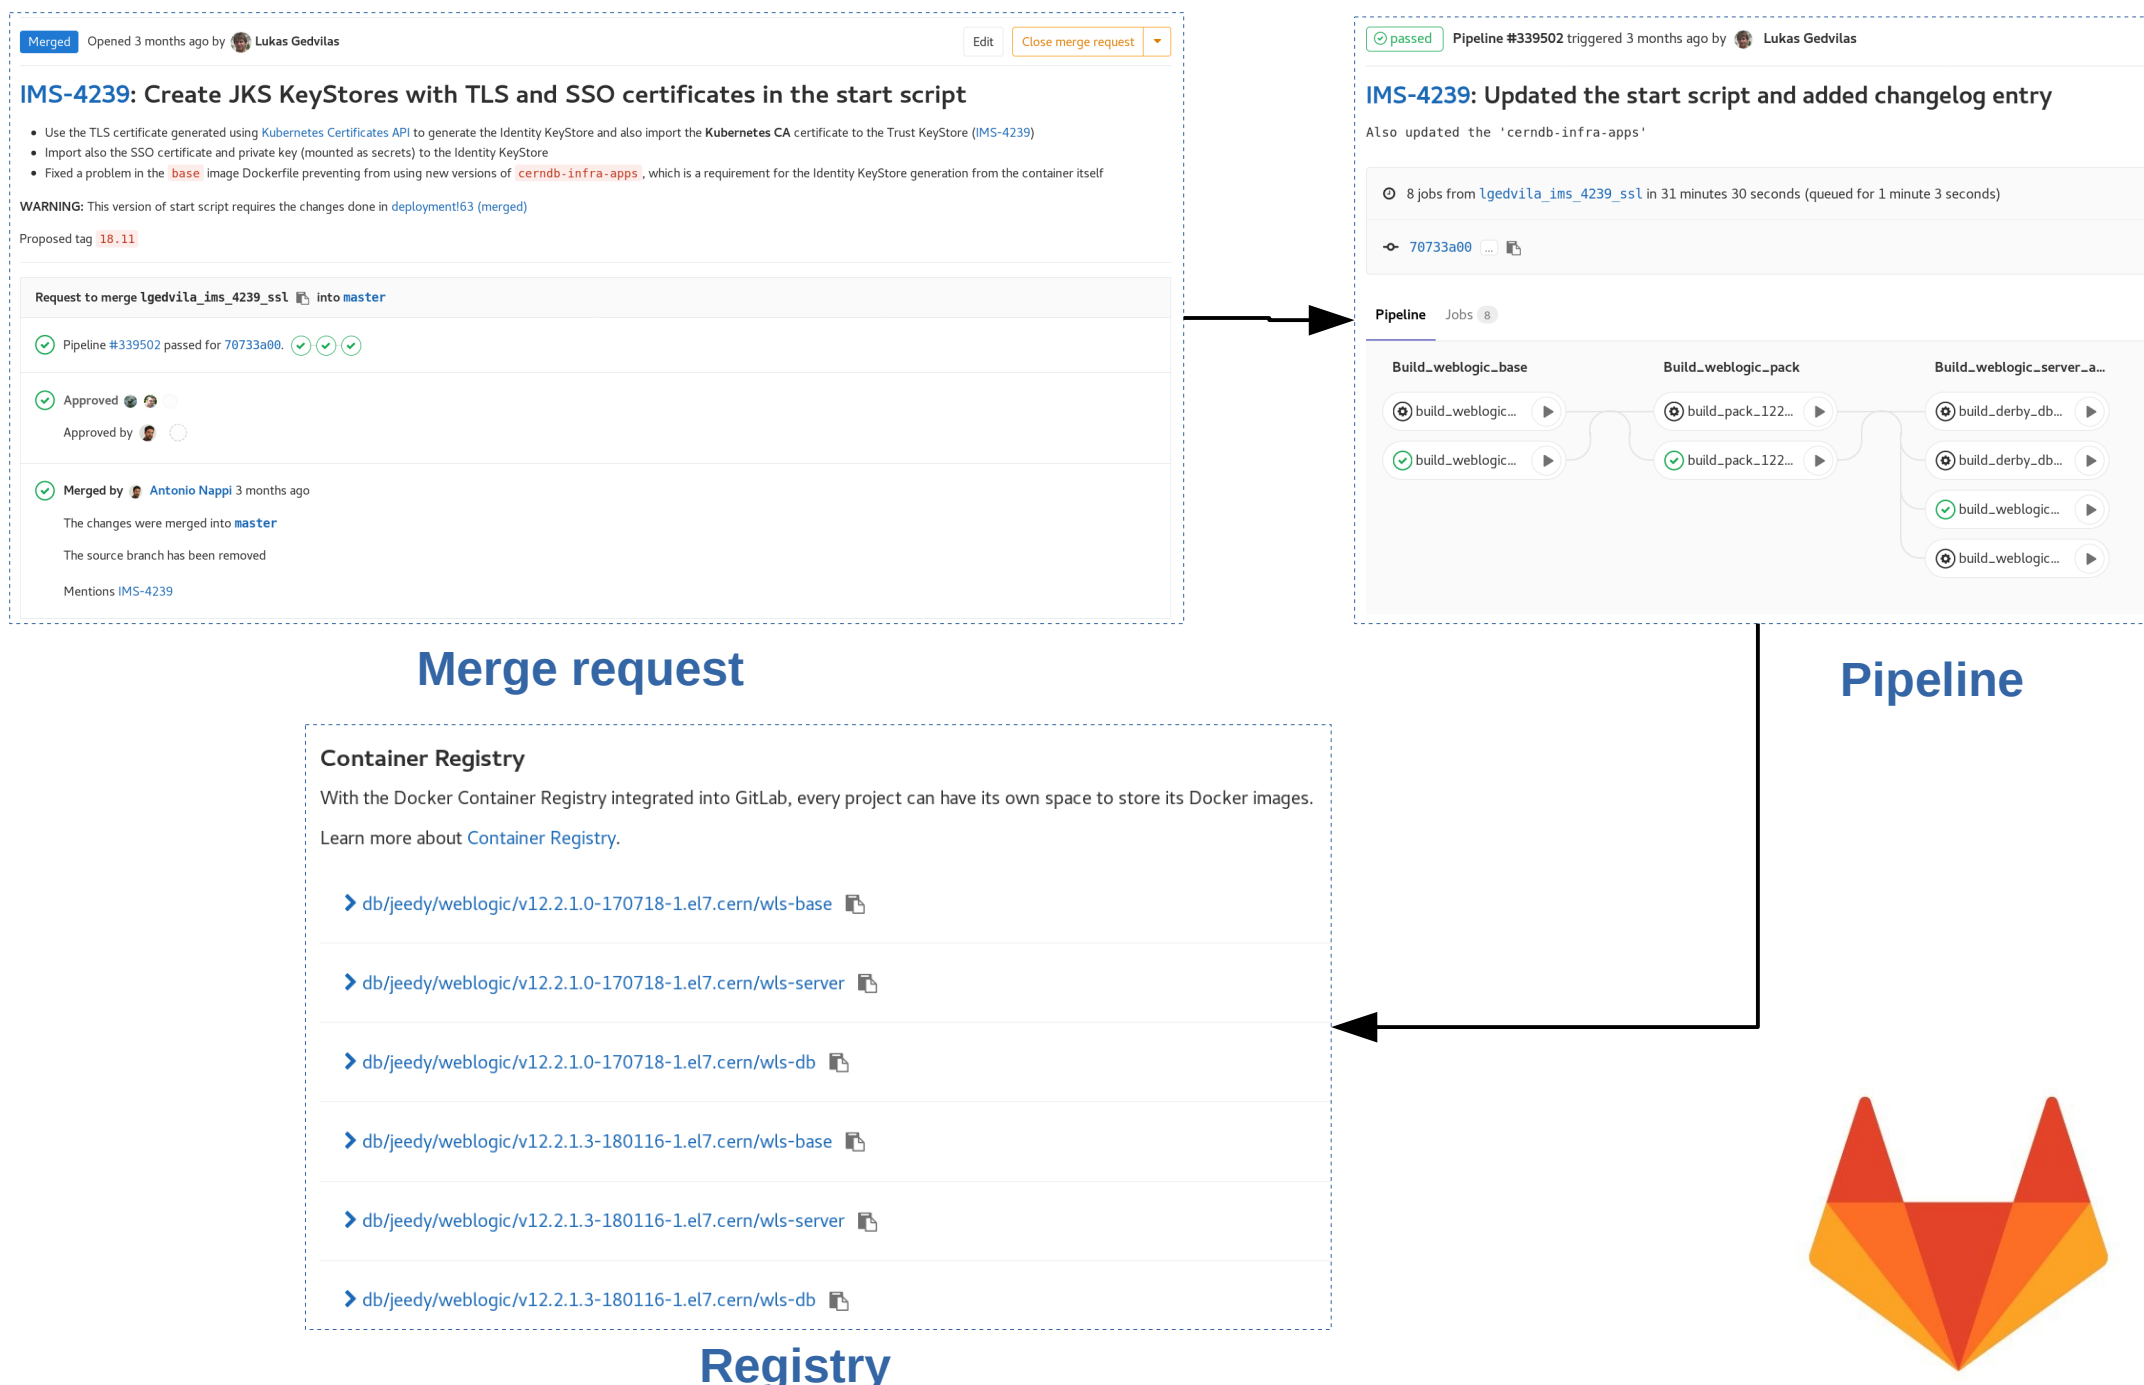 Merged Opened 3 months ago by Lukas Gedvilas Edit Close merge request
IMS-4239: Create JKS KeyStores with TLS and SSO certificates in the start script
Use the TLS certificate generated using Kubernetes Certificates API to generate the Identity KeyStore and also import the Kubernetes CA certificate to the Trust KeyStore (IMS-4239)
Import also the SSO certificate and private key (mounted as secrets) to the Identity KeyStore
Fixed a problem in the base image Dockerfile preventing from using new versions of cerndb-infra-apps, which is a requirement for the Identity KeyStore generation from the container itself
WARNING: This version of start script requires the changes done in deployment!63 (merged)
Proposed tag 18.11
Request to merge lgedvila_ims_4239_ssl into master
Pipeline #339502 passed for 70733a00.
Approved
Approved by
Merged by Antonio Nappi 3 months ago
The changes were merged into master
The source branch has been removed
Mentions IMS-4239
Merge request
passed Pipeline #339502 triggered 3 months ago by Lukas Gedvilas
IMS-4239: Updated the start script and added changelog entry
Also updated the 'cerndb-infra-apps'
8 jobs from lgedvila_ims_4239_ssl in 31 minutes 30 seconds (queued for 1 minute 3 seconds)
70733a00 ...
Pipeline Jobs 8
Build_weblogic_base Build_weblogic_pack Build_weblogic_server_a...
build_weblogic... build_pack_122... build_derby_db...
build_weblogic... build_pack_122... build_derby_db...
build_weblogic...
build_weblogic...
Pipeline
Container Registry
With the Docker Container Registry integrated into GitLab, every project can have its own space to store its Docker images.
Learn more about Container Registry.
db/jeedy/weblogic/v12.2.1.0-170718-1.el7.cern/wls-base
db/jeedy/weblogic/v12.2.1.0-170718-1.el7.cern/wls-server
db/jeedy/weblogic/v12.2.1.0-170718-1.el7.cern/wls-db
db/jeedy/weblogic/v12.2.1.3-180116-1.el7.cern/wls-base
db/jeedy/weblogic/v12.2.1.3-180116-1.el7.cern/wls-server
db/jeedy/weblogic/v12.2.1.3-180116-1.el7.cern/wls-db
Registry